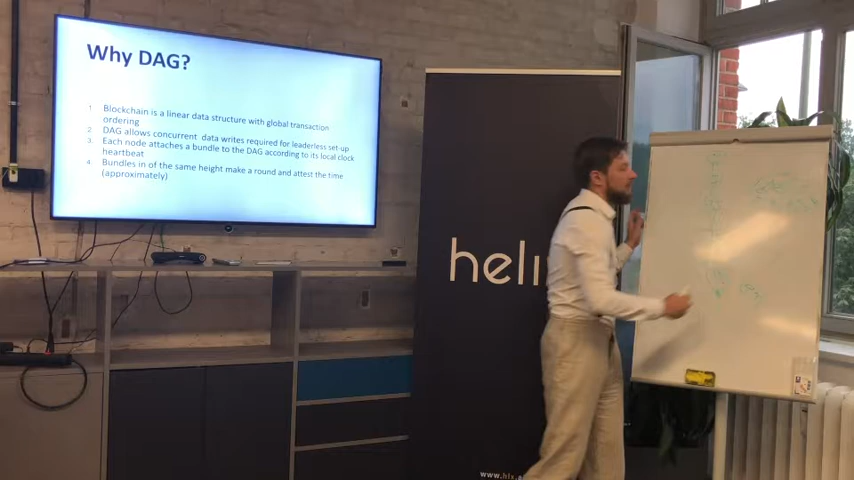 Why DAG?
1. Blockchain is a linear data structure with global transaction
ordering
2. DAG allows concurrent data writes required for leaderless set-up
3. Each node attaches a bundle to the DAG according to its local clock
heartbeat
4. Bundles in of the same height make a round and attest the time
(approximately)
heli
www.hlx.